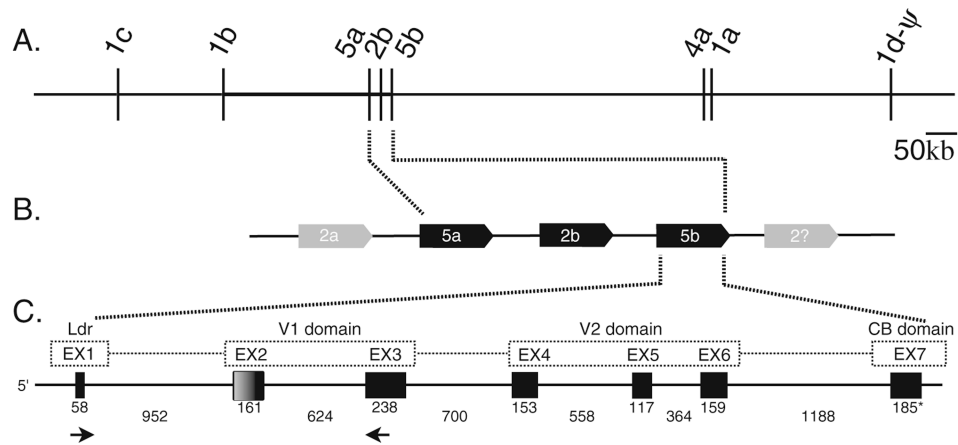 A.
1c 1b 5a 2b 5b 4a 1a 1d-ψ
50kb
B.
2a 5a 2b 5b 2?
C.
Ldr V1 domain V2 domain CB domain
EX1 EX2 EX3 EX4 EX5 EX6 EX7
5'
58 161 238 153 117 159 185*
952 624 700 558 364 1188